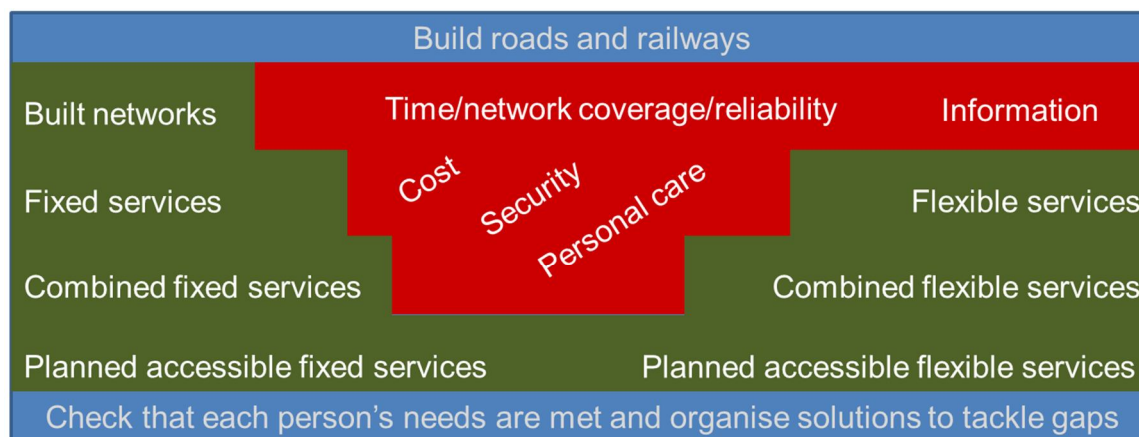 Build roads and railways
Built networks
Time/network coverage/reliability
Information
Cost
Security
Personal care
Fixed services
Flexible services
Combined fixed services
Combined flexible services
Planned accessible fixed services
Planned accessible flexible services
Check that each person’s needs are met and organise solutions to tackle gaps